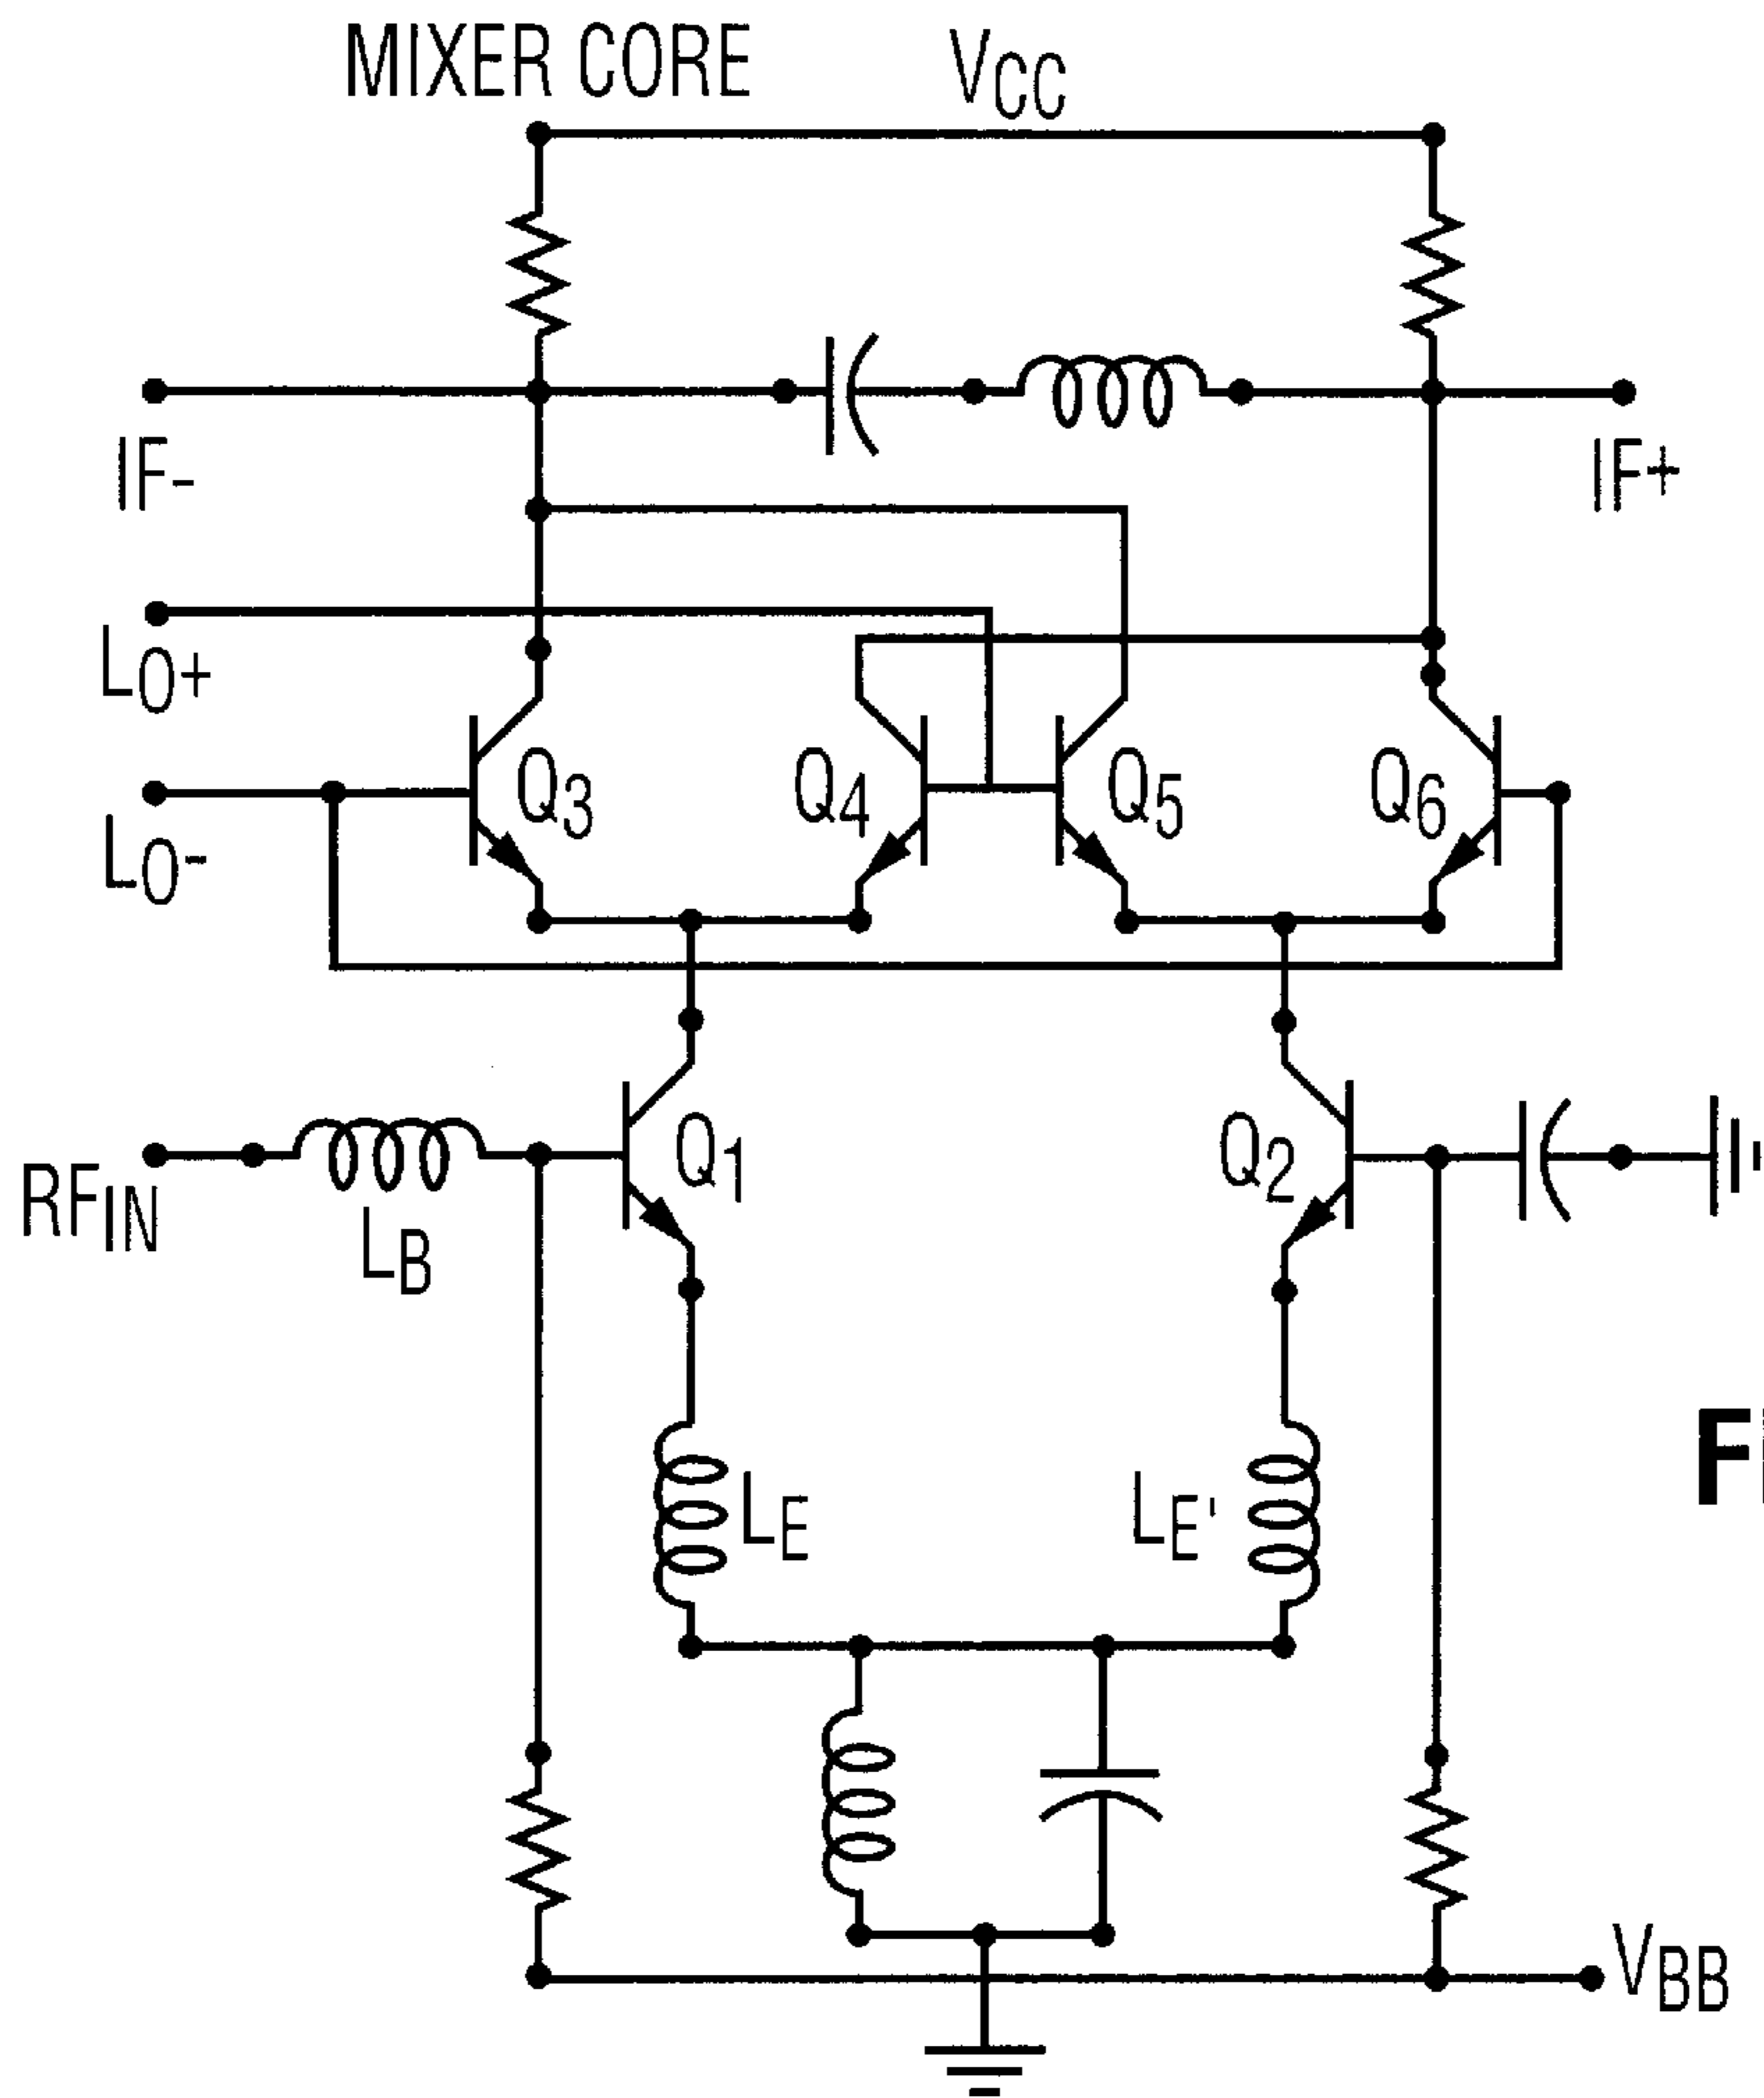 MIXER CORE
VCC
IF-
IF+
LO+
LO-
Q3
Q4
Q5
Q6
RFIN
LB
Q1
Q2
LE
LE'
VBB